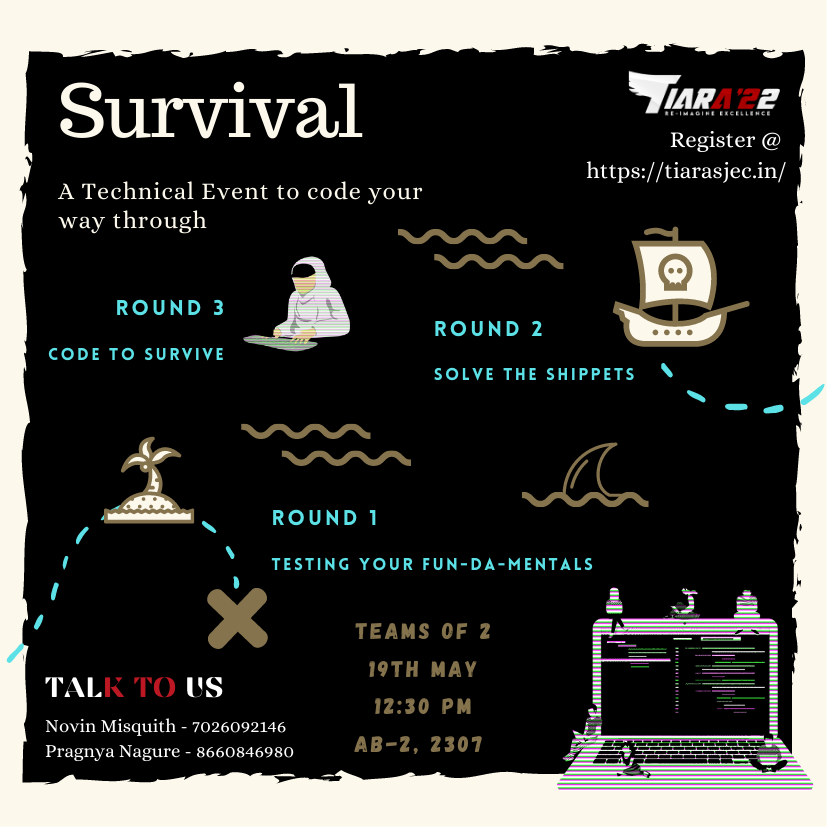 Survival
TIARA'22
RE-IMAGINE EXCELLENCE
Register @
https://tiarasjec.in/
A Technical Event to code your
way through
ROUND 3
CODE TO SURVIVE
ROUND 2
SOLVE THE SHIPPETS
ROUND 1
TESTING YOUR FUN-DA-MENTALS
TEAMS OF 2
19TH MAY
12:30 PM
AB-2, 2307
TALK TO US
Novin Misquith - 7026092146
Pragnya Nagure - 8660846980